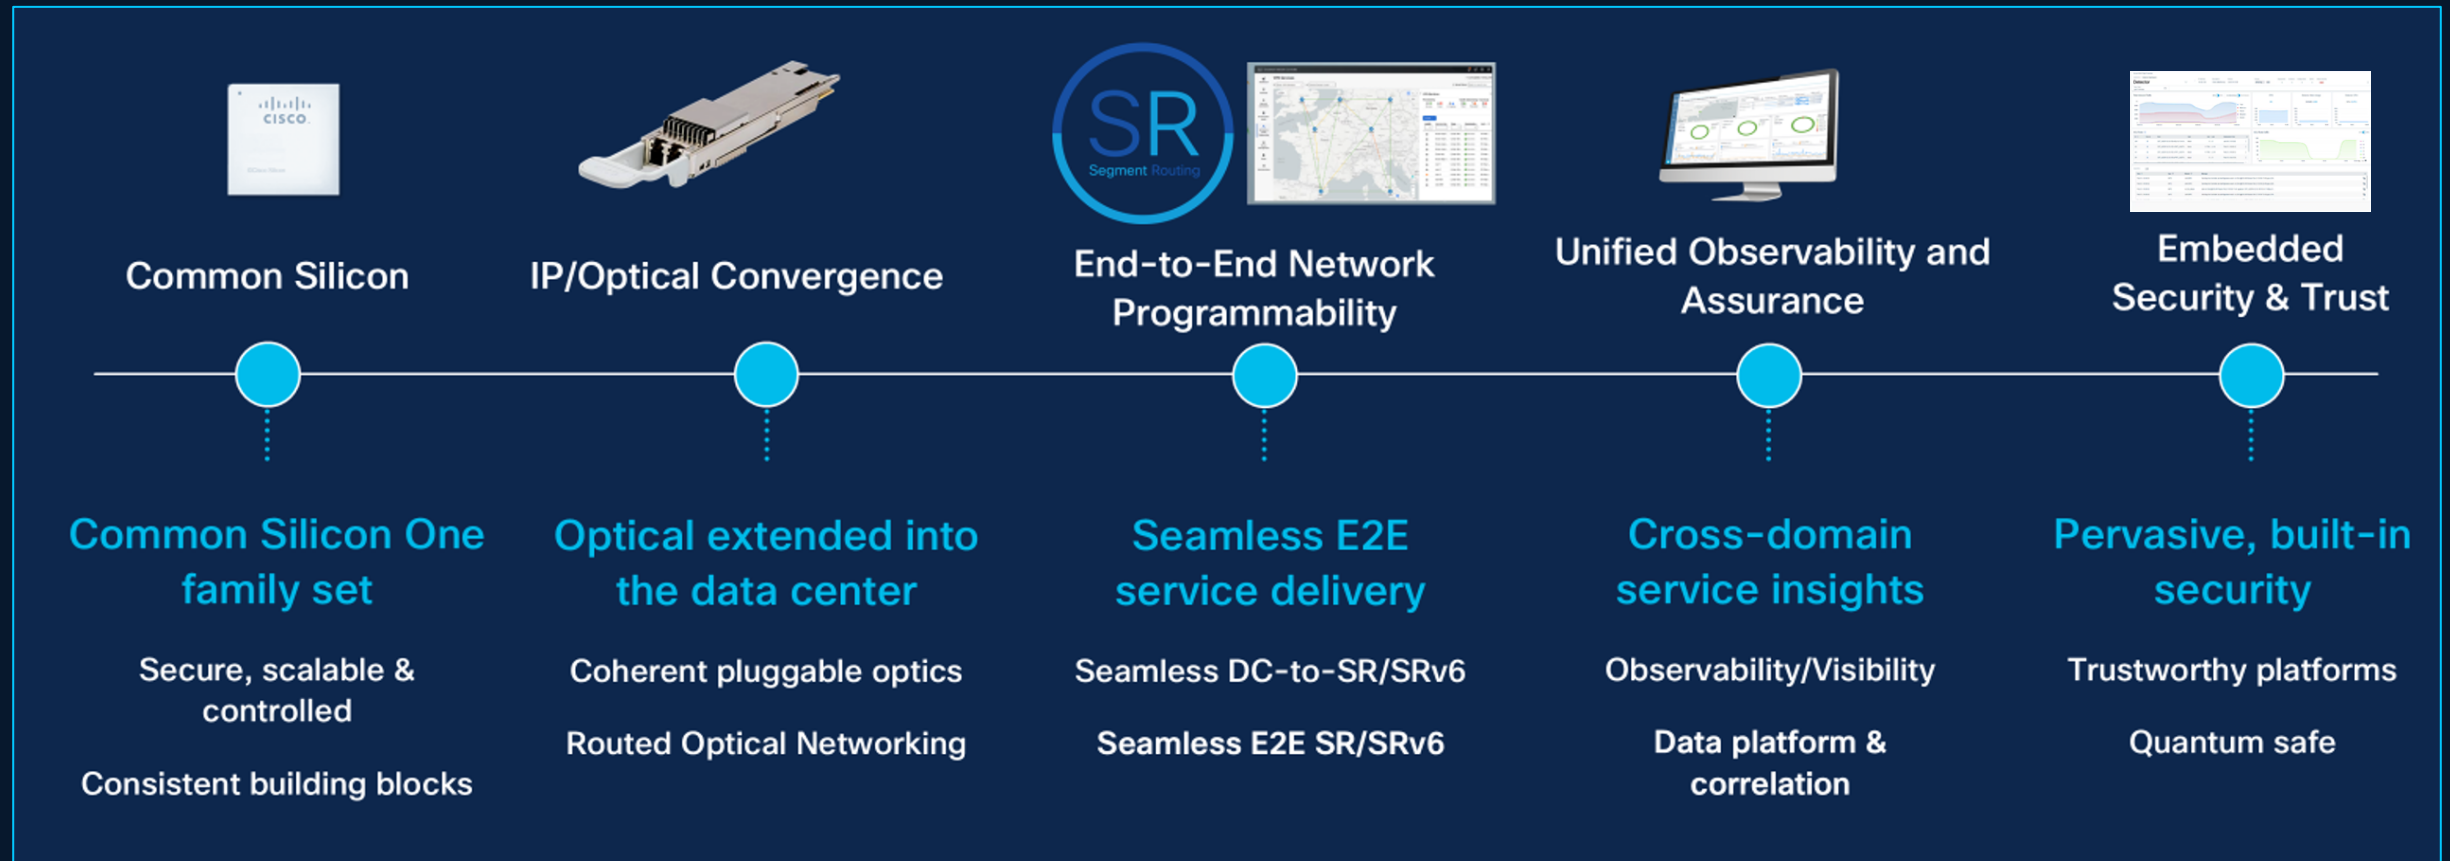 CISCO
SR
Segment Routing
Common Silicon
IP/Optical Convergence
End-to-End Network
Programmability
Unified Observability and
Assurance
Embedded
Security & Trust
Common Silicon One
family set
Secure, scalable &
controlled
Consistent building blocks
Optical extended into
the data center
Coherent pluggable optics
Routed Optical Networking
Seamless E2E
service delivery
Seamless DC-to-SR/SRv6
Seamless E2E SR/SRv6
Cross-domain
service insights
Observability/Visibility
Data platform &
correlation
Pervasive, built-in
security
Trustworthy platforms
Quantum safe